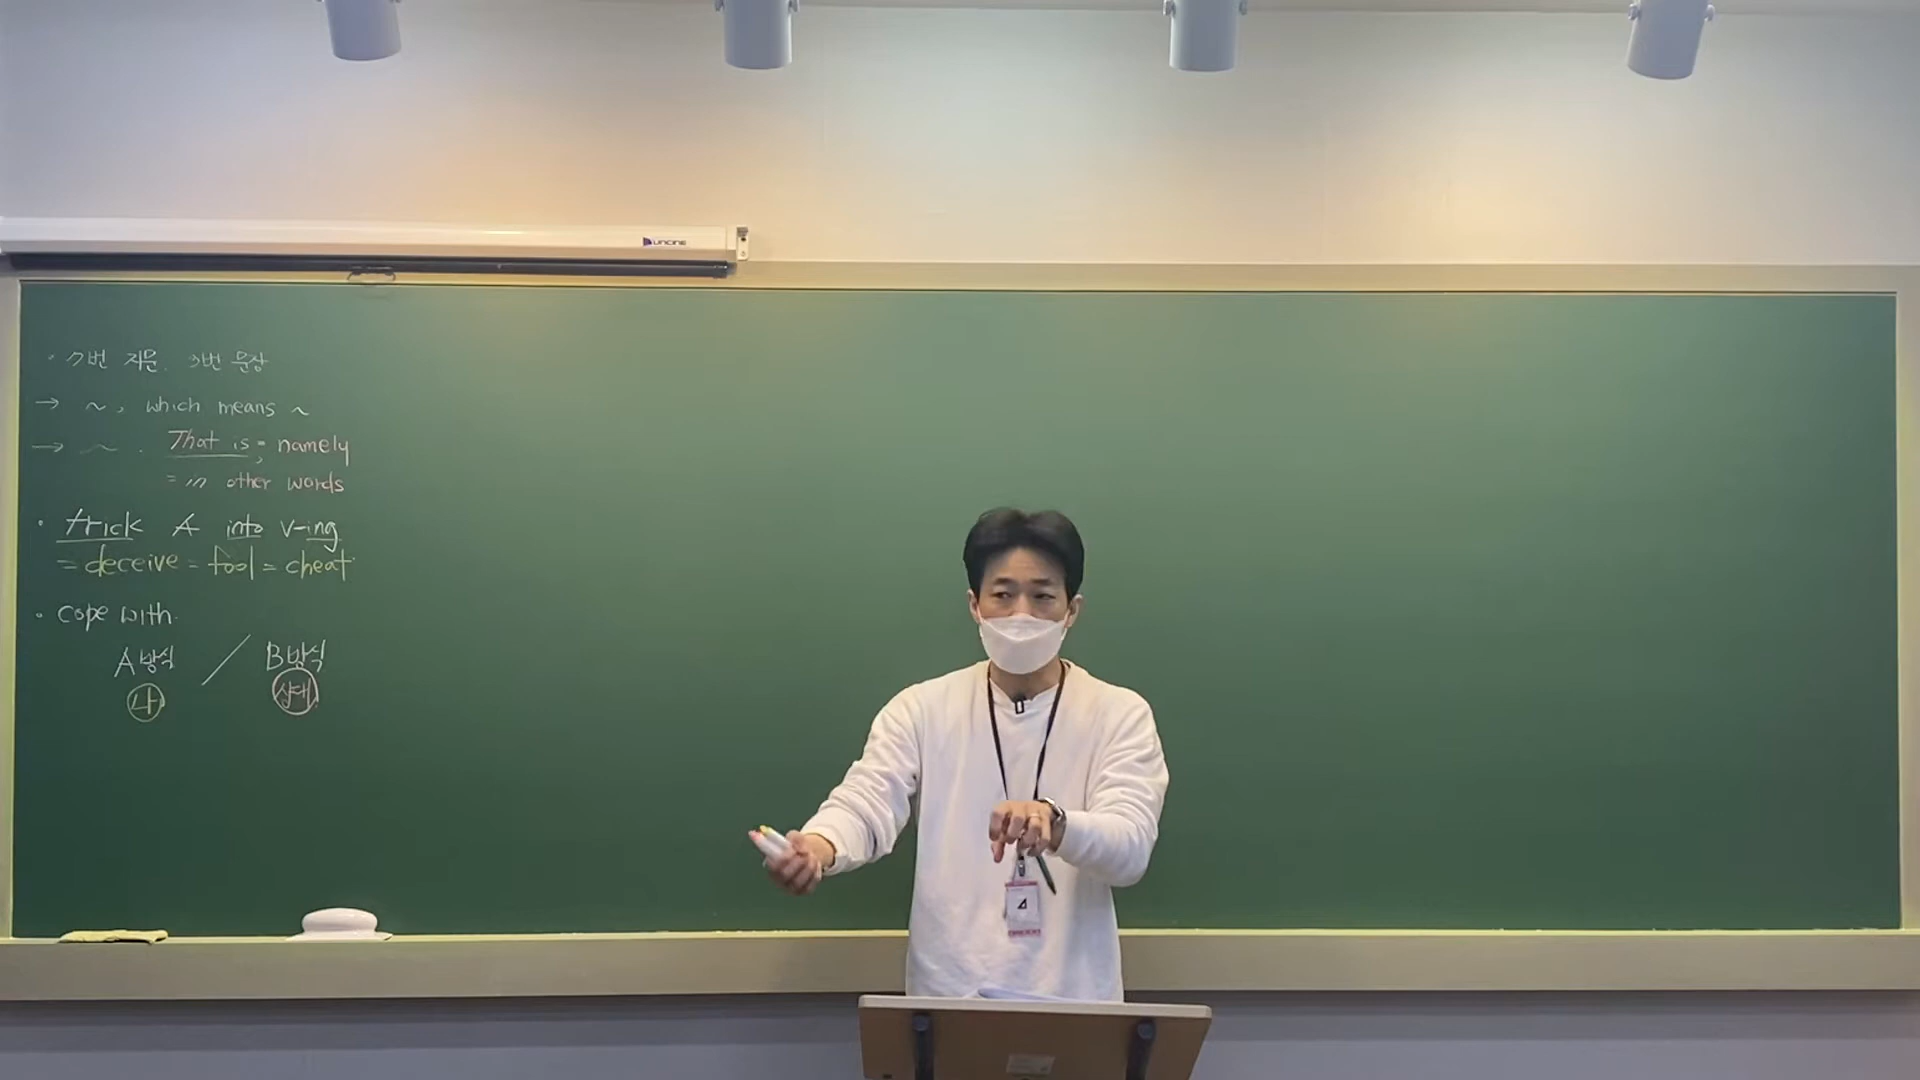 UNCINE
· 7번 지문. 3번 문장
→ ~, which means ~
→ ~ . That is, = namely
= in other words
· trick A into v-ing
= deceive = fool = cheat
· cope with
A방식 / B방식
나 상대